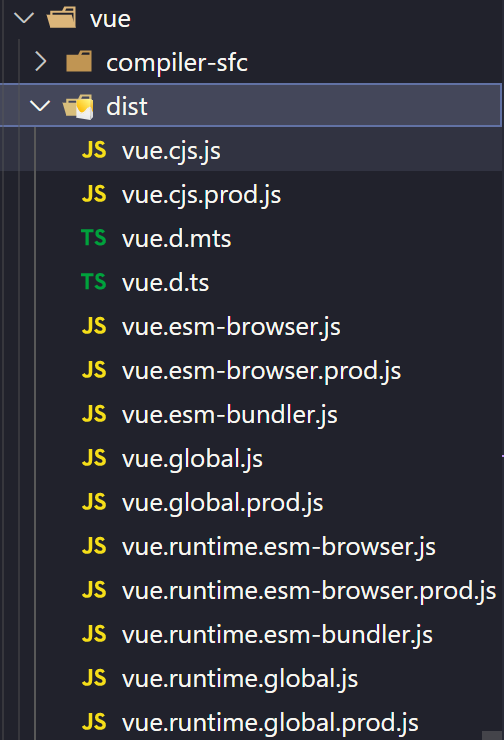 vue
compiler-sfc
dist
JS vue.cjs.js
JS vue.cjs.prod.js
TS vue.d.mts
TS vue.d.ts
JS vue.esm-browser.js
JS vue.esm-browser.prod.js
JS vue.esm-bundler.js
JS vue.global.js
JS vue.global.prod.js
JS vue.runtime.esm-browser.js
JS vue.runtime.esm-browser.prod.js
JS vue.runtime.esm-bundler.js
JS vue.runtime.global.js
JS vue.runtime.global.prod.js